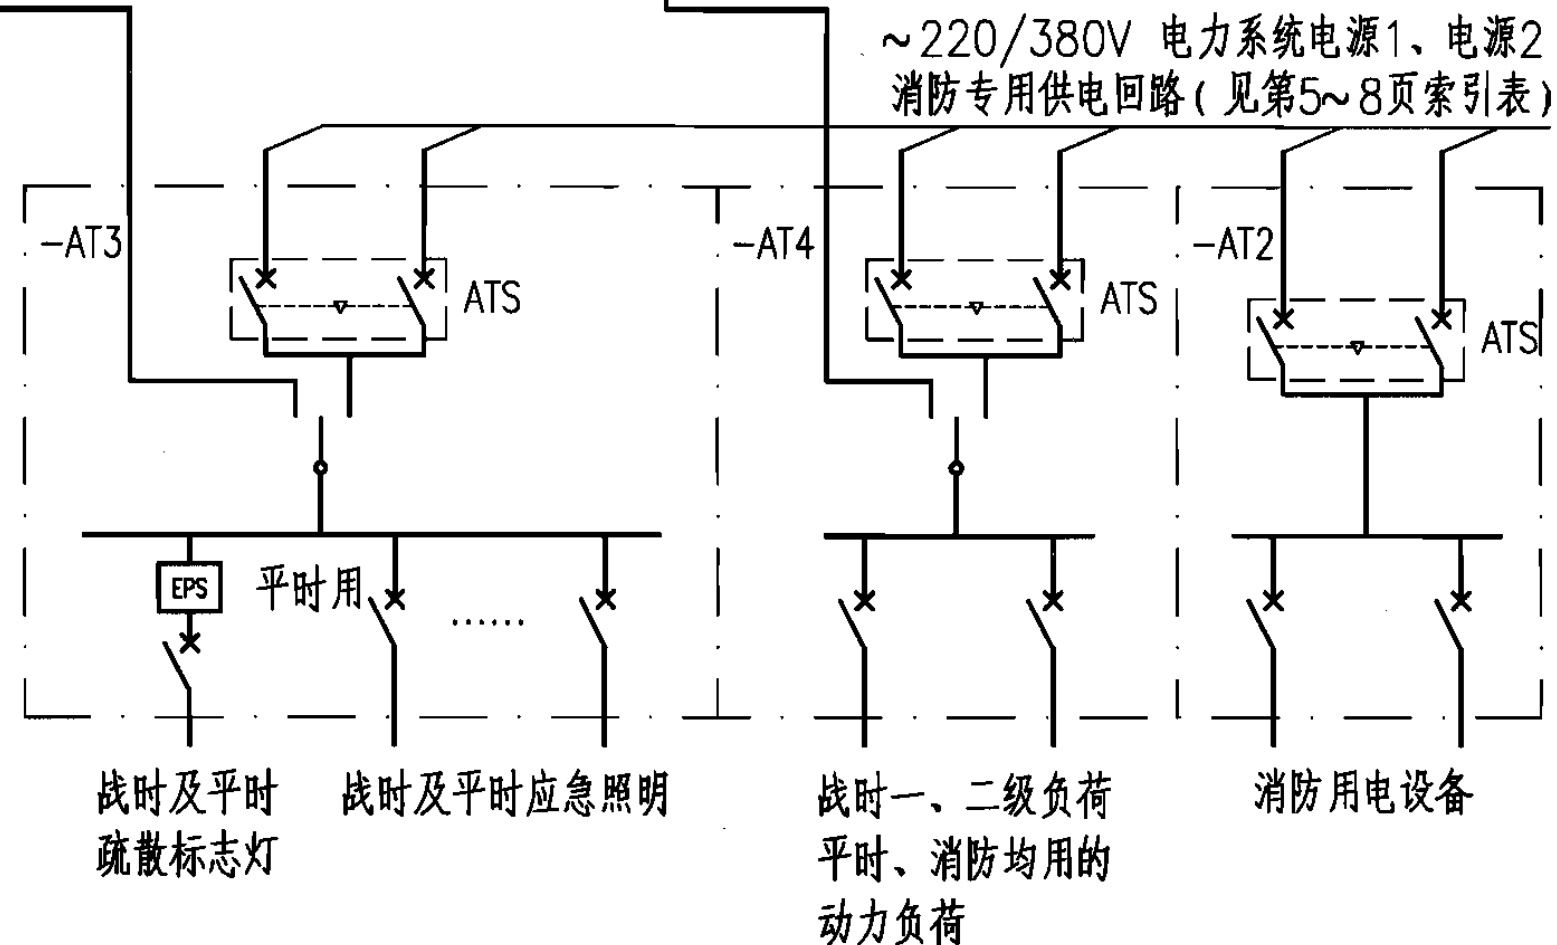 ~220/380V 电力系统电源1、电源2
消防专用供电回路(见第5~8页索引表)
-AT3
-AT4
-AT2
ATS
ATS
ATS
EPS
平时用
......
战时及平时
疏散标志灯
战时及平时应急照明
战时一、二级负荷
平时、消防均用的
动力负荷
消防用电设备